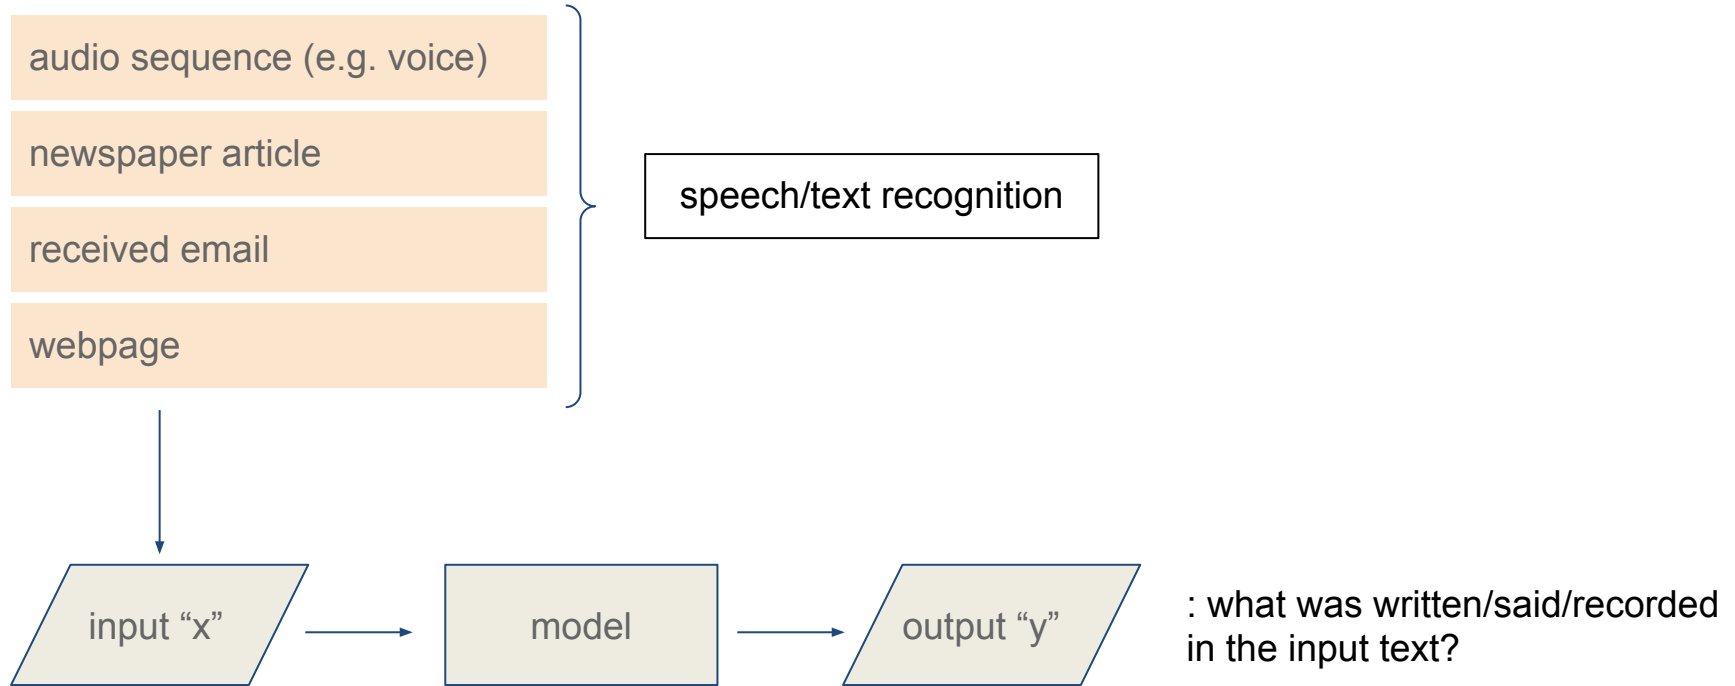 audio sequence (e.g. voice)
newspaper article
received email
webpage
speech/text recognition
input “x”
model
output “y”
: what was written/said/recorded
in the input text?